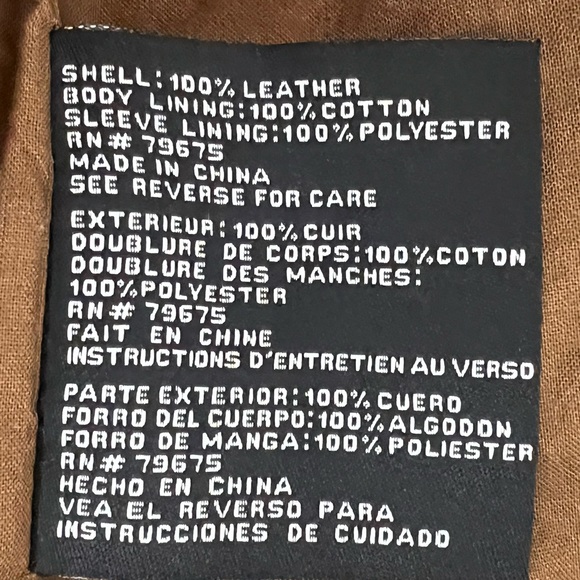 SHELL:100% LEATHER
BODY LINING:100% COTTON
SLEEVE LINING:100% POLYESTER
RN# 79675
MADE IN CHINA
SEE REVERSE FOR CARE
EXTERIEUR:100% CUIR
DOUBLURE DE CORPS:100%COTON
DOUBLURE DES MANCHES:
100%POLYESTER
RN# 79675
FAIT EN CHINE
INSTRUCTIONS D'ENTRETIEN AU VERSO
PARTE EXTERIOR:100% CUERO
FORRO DEL CUERPO:100% ALGODON
FORRO DE MANGA:100% POLIESTER
RN# 79675
HECHO EN CHINA
VEA EL REVERSO PARA
INSTRUCCIONES DE CUIDADO